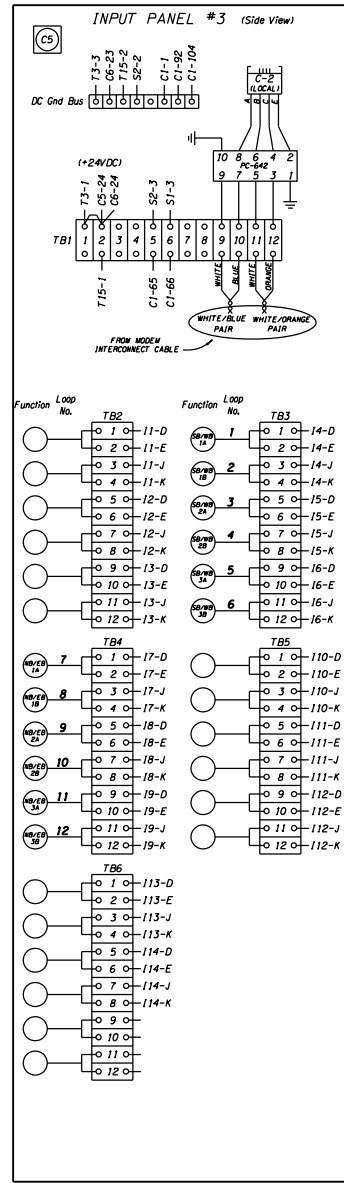 INPUT PANEL #3 (Side View)
C5
T3-3
C6-23
T15-2
S2-2
C1-1
C1-92
C1-104
DC Gnd Bus
C-2
(LOCAL)
A B C E
10 8 6 4 2
PC-642
9 7 5 3 1
(+24VDC)
T3-1
C5-24
C6-24
S2-3
S1-3
TB1
1 2 3 4 5 6 7 8 9 10 11 12
T15-1
C1-65
C1-66
WHITE
BLUE
WHITE
ORANGE
WHITE/BLUE
PAIR
WHITE/ORANGE
PAIR
FROM MODEM
INTERCONNECT CABLE
Function Loop
No.
TB2
1 I1-D
2 I1-E
3 I1-J
4 I1-K
5 I2-D
6 I2-E
7 I2-J
8 I2-K
9 I3-D
10 I3-E
11 I3-J
12 I3-K
Function Loop
No.
TB3
SB/WB
1A
1
1 I4-D
2 I4-E
SB/WB
1B
2
3 I4-J
4 I4-K
SB/WB
2A
3
5 I5-D
6 I5-E
SB/WB
2B
4
7 I5-J
8 I5-K
SB/WB
3A
5
9 I6-D
10 I6-E
SB/WB
3B
6
11 I6-J
12 I6-K
TB4
WB/EB
1A
7
1 I7-D
2 I7-E
WB/EB
1B
8
3 I7-J
4 I7-K
WB/EB
2A
9
5 I8-D
6 I8-E
WB/EB
2B
10
7 I8-J
8 I8-K
WB/EB
3A
11
9 I9-D
10 I9-E
WB/EB
3B
12
11 I9-J
12 I9-K
TB5
1 I10-D
2 I10-E
3 I10-J
4 I10-K
5 I11-D
6 I11-E
7 I11-J
8 I11-K
9 I12-D
10 I12-E
11 I12-J
12 I12-K
TB6
1 I13-D
2 I13-E
3 I13-J
4 I13-K
5 I14-D
6 I14-E
7 I14-J
8 I14-K
9
10
11
12